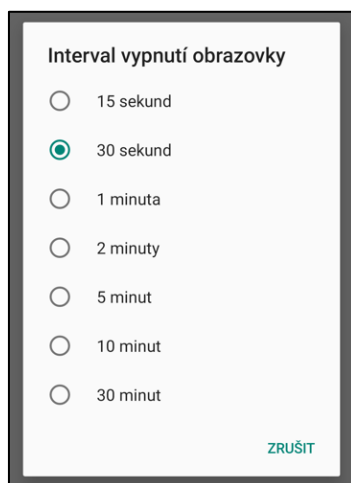 Interval vypnutí obrazovky
15 sekund
30 sekund
1 minuta
2 minuty
5 minut
10 minut
30 minut
ZRUŠIT